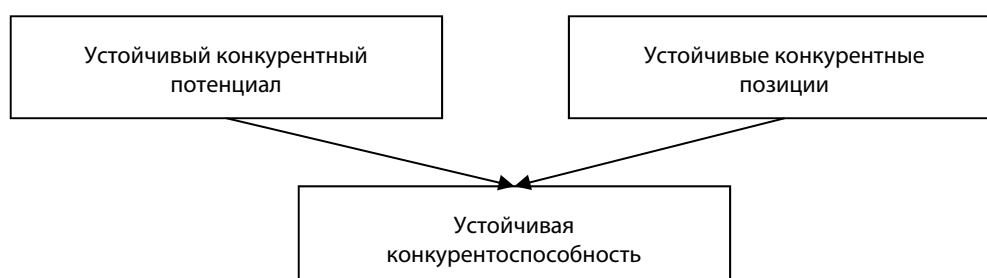 Устойчивый конкурентный
потенциал
Устойчивые конкурентные
позиции
Устойчивая
конкурентоспособность